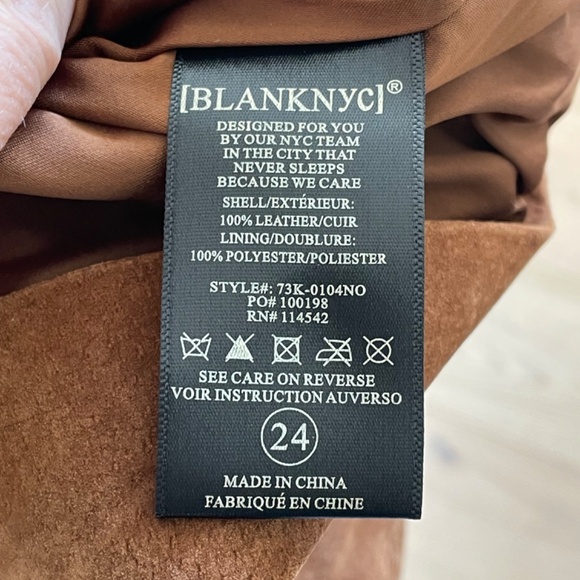 [BLANKNYC]®
DESIGNED FOR YOU
BY OUR NYC TEAM
IN THE CITY THAT
NEVER SLEEPS
BECAUSE WE CARE
SHELL/EXTÉRIEUR:
100% LEATHER/CUIR
LINING/DOUBLURE:
100% POLYESTER/POLIESTER
STYLE#: 73K-0104NO
PO# 100198
RN# 114542
SEE CARE ON REVERSE
VOIR INSTRUCTION AUVERSO
24
MADE IN CHINA
FABRIQUÉ EN CHINE